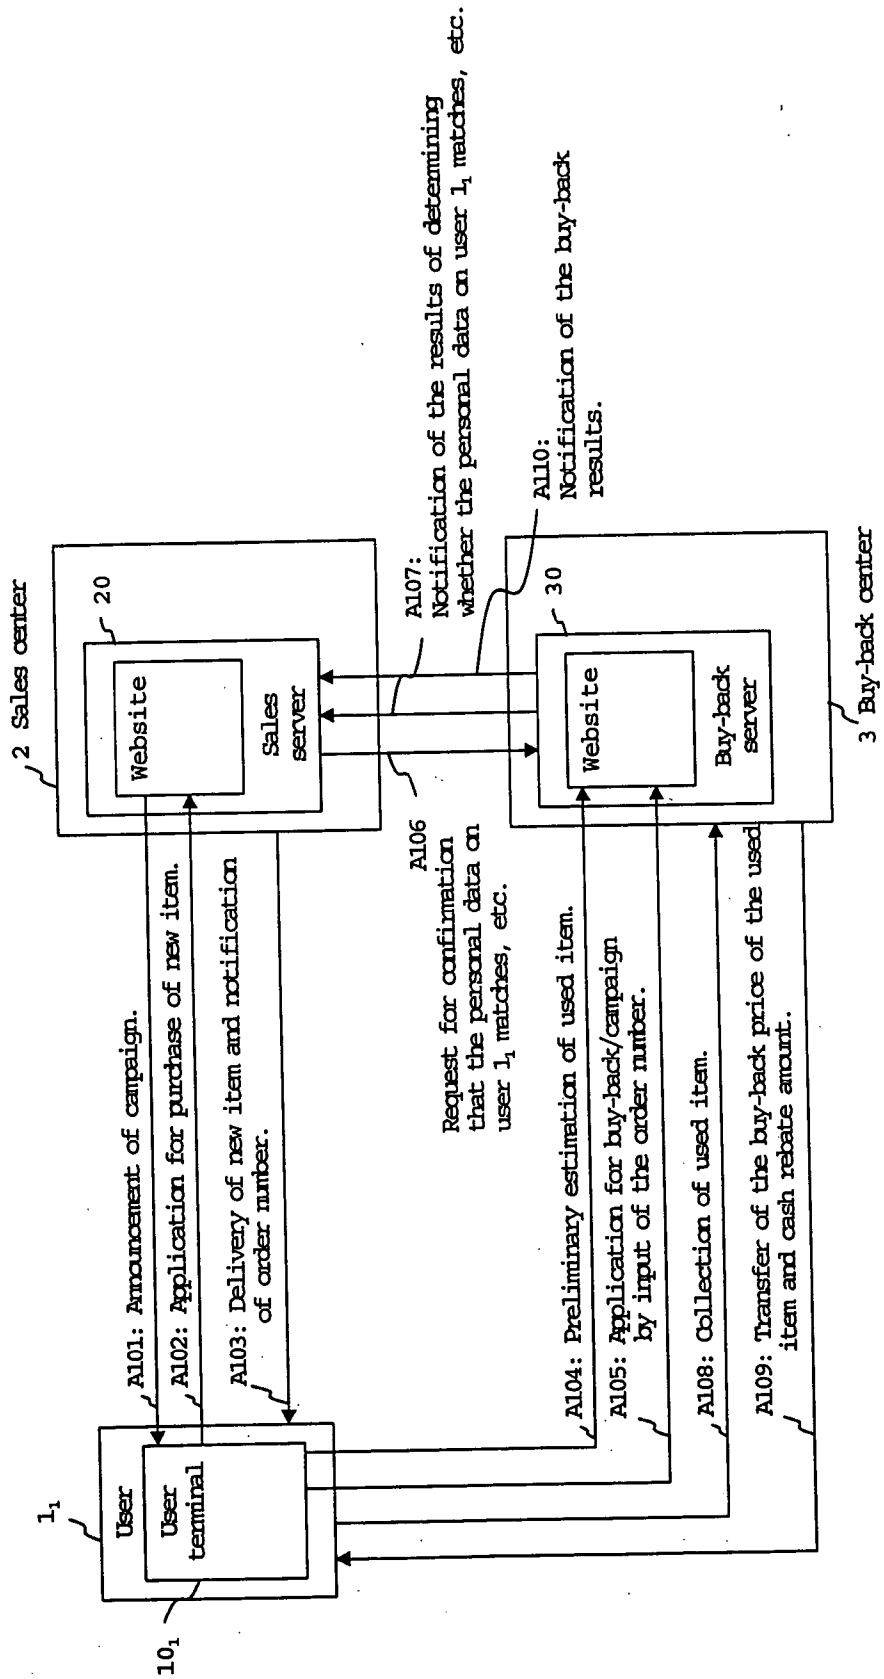 1₁
User
User
terminal
10₁
2 Sales center
20
Website
Sales
server
A101: Announcement of campaign.
A102: Application for purchase of new item.
A103: Delivery of new item and notification
of order number.
A106
Request for confirmation
that the personal data on
user 1₁ matches, etc.
A107:
Notification of the results of determining
whether the personal data on user 1₁ matches, etc.
A110:
Notification of the buy-back
results.
30
Website
Buy-back
server
3 Buy-back center
A104: Preliminary estimation of used item.
A105: Application for buy-back/campaign
by input of the order number.
A108: Collection of used item.
A109: Transfer of the buy-back price of the used
item and cash rebate amount.